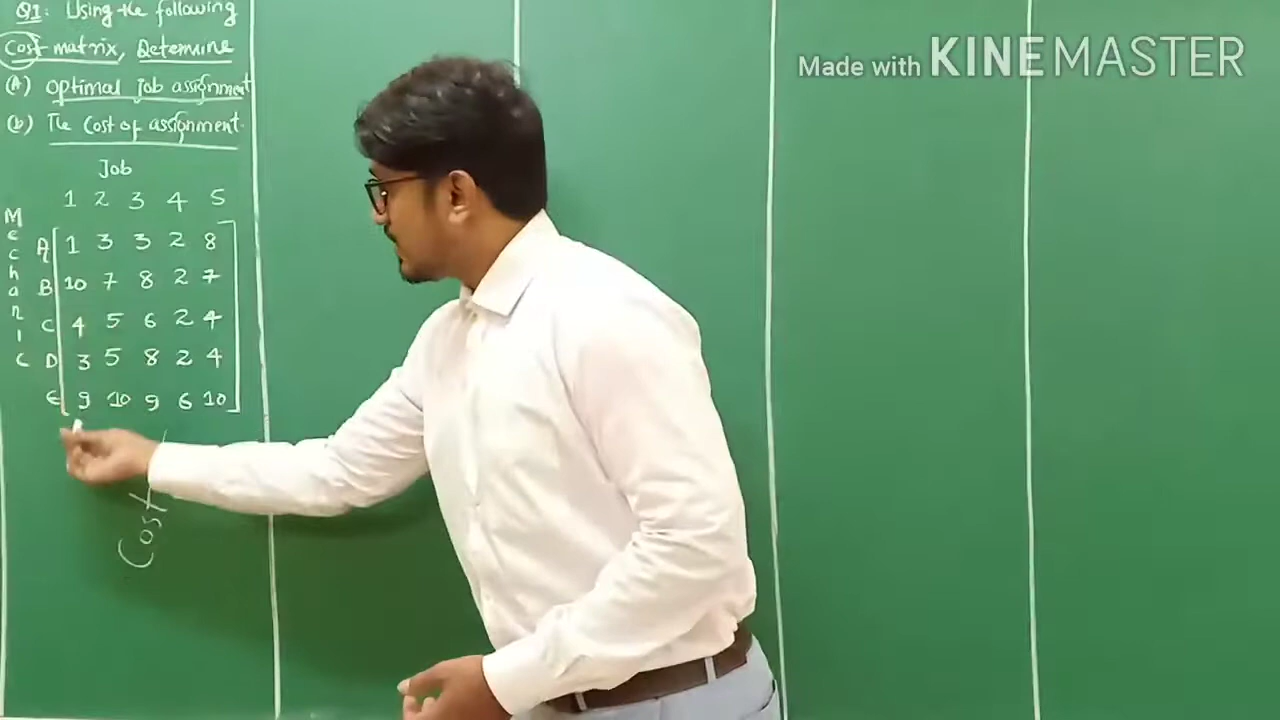 Q1: Using the following
Cost matrix, Determine
(A) optimal Job assignment
(b) The Cost of assignment.
Job
1 2 3 4 5
Mechanic
A 1 3 3 2 8
B 10 7 8 2 7
C 4 5 6 2 4
D 3 5 8 2 4
E 9 10 9 6 10
Cost
Made with KINEMASTER